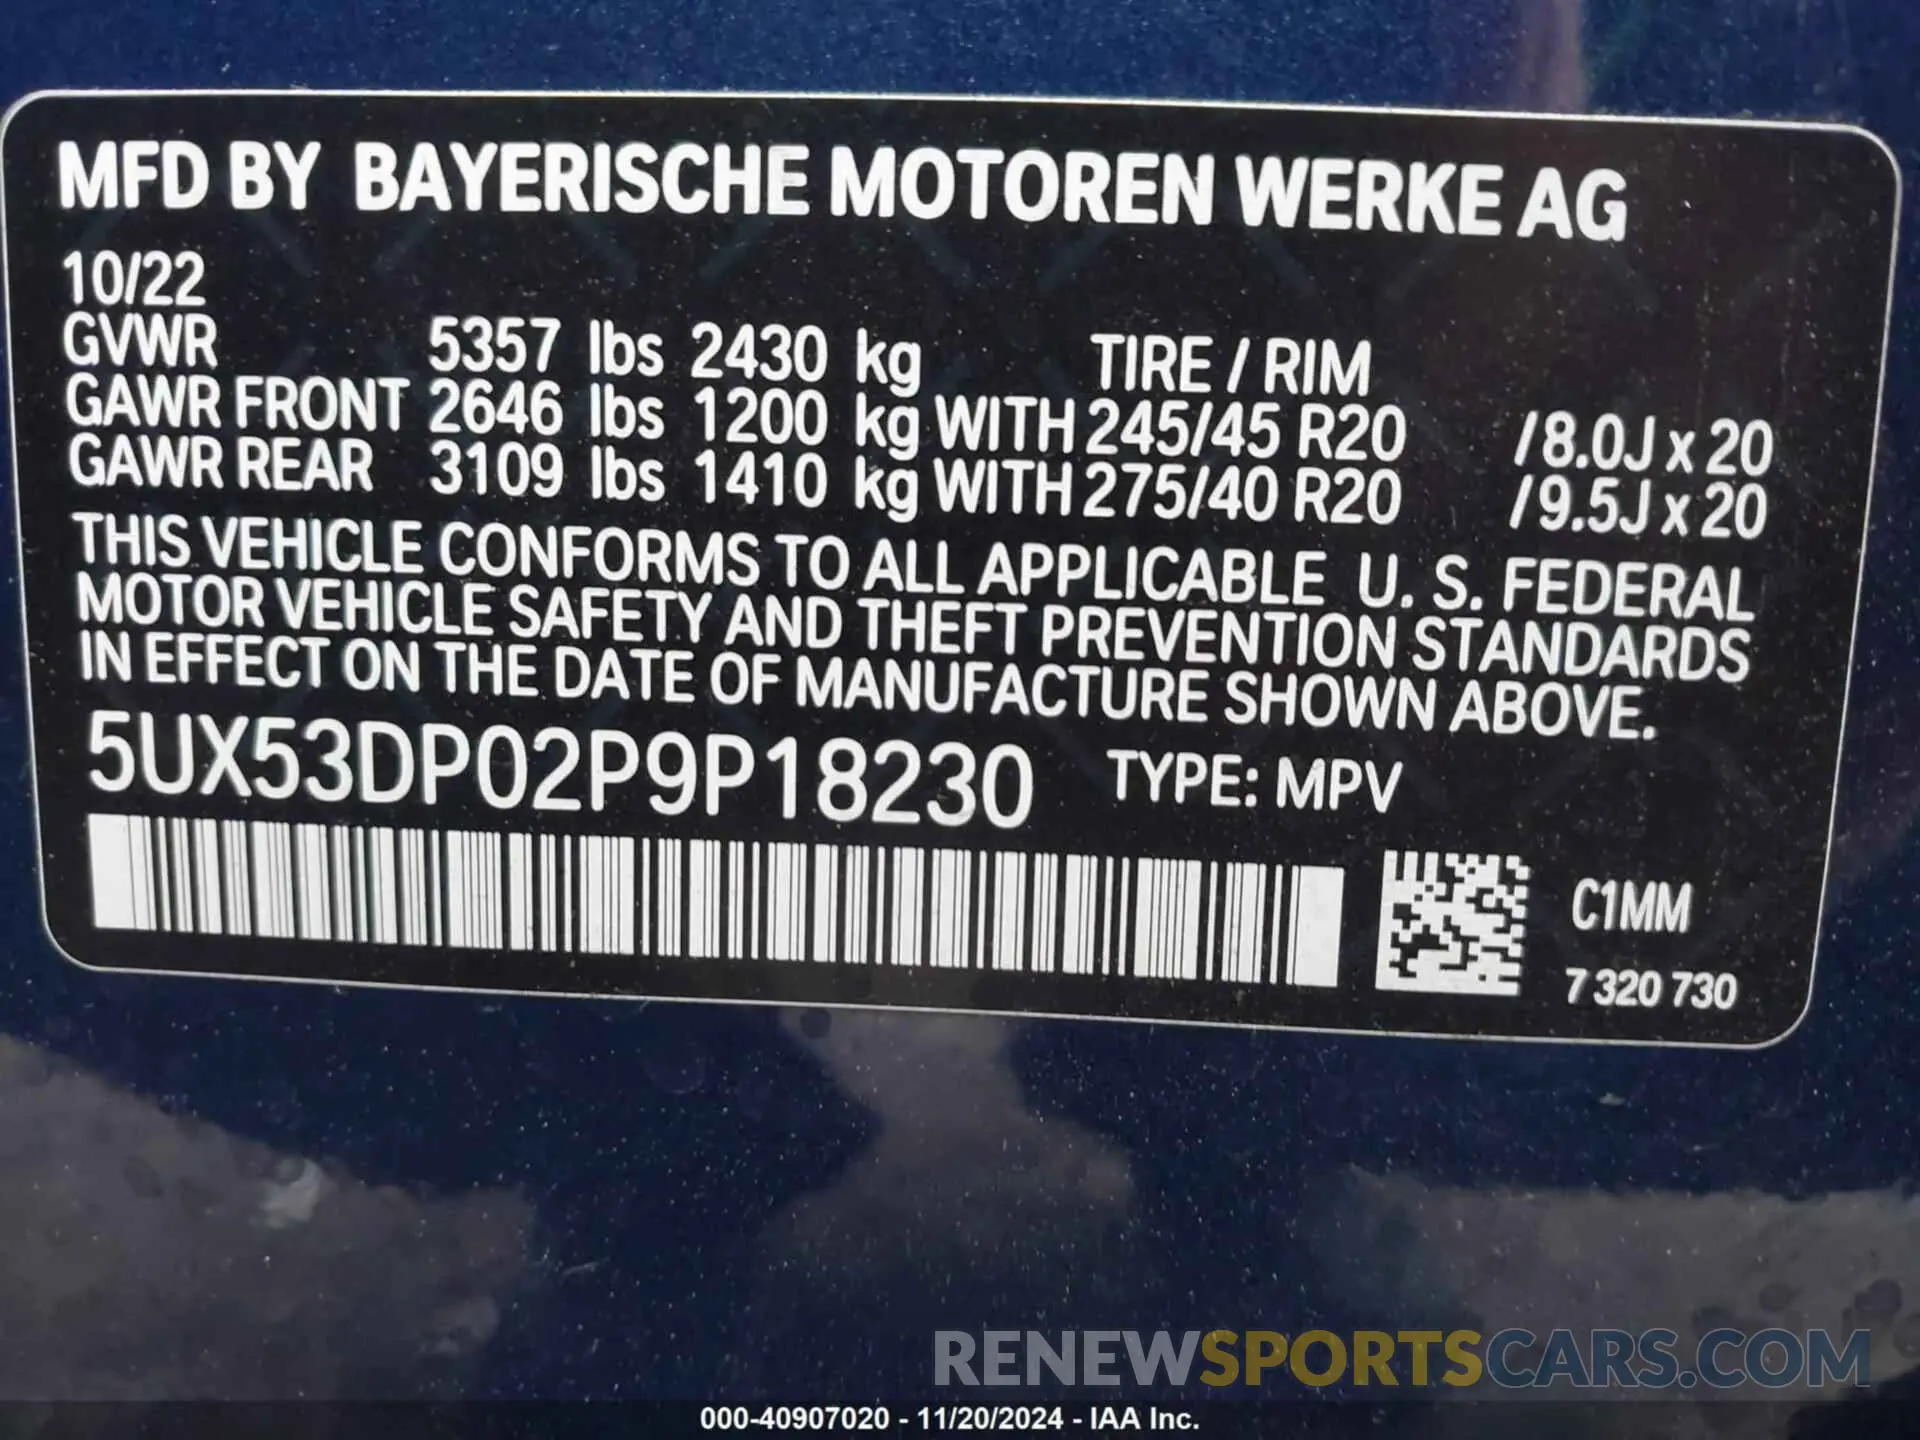 MFD BY BAYERISCHE MOTOREN WERKE AG
10/22
GVWR 5357 lbs 2430 kg TIRE / RIM
GAWR FRONT 2646 lbs 1200 kg WITH 245/45 R20 /8.0J x 20
GAWR REAR 3109 lbs 1410 kg WITH 275/40 R20 /9.5J x 20
THIS VEHICLE CONFORMS TO ALL APPLICABLE U. S. FEDERAL
MOTOR VEHICLE SAFETY AND THEFT PREVENTION STANDARDS
IN EFFECT ON THE DATE OF MANUFACTURE SHOWN ABOVE.
5UX53DP02P9P18230 TYPE: MPV
C1MM
7 320 730
RENEWSPORTSCARS.COM
000-40907020 - 11/20/2024 - IAA Inc.